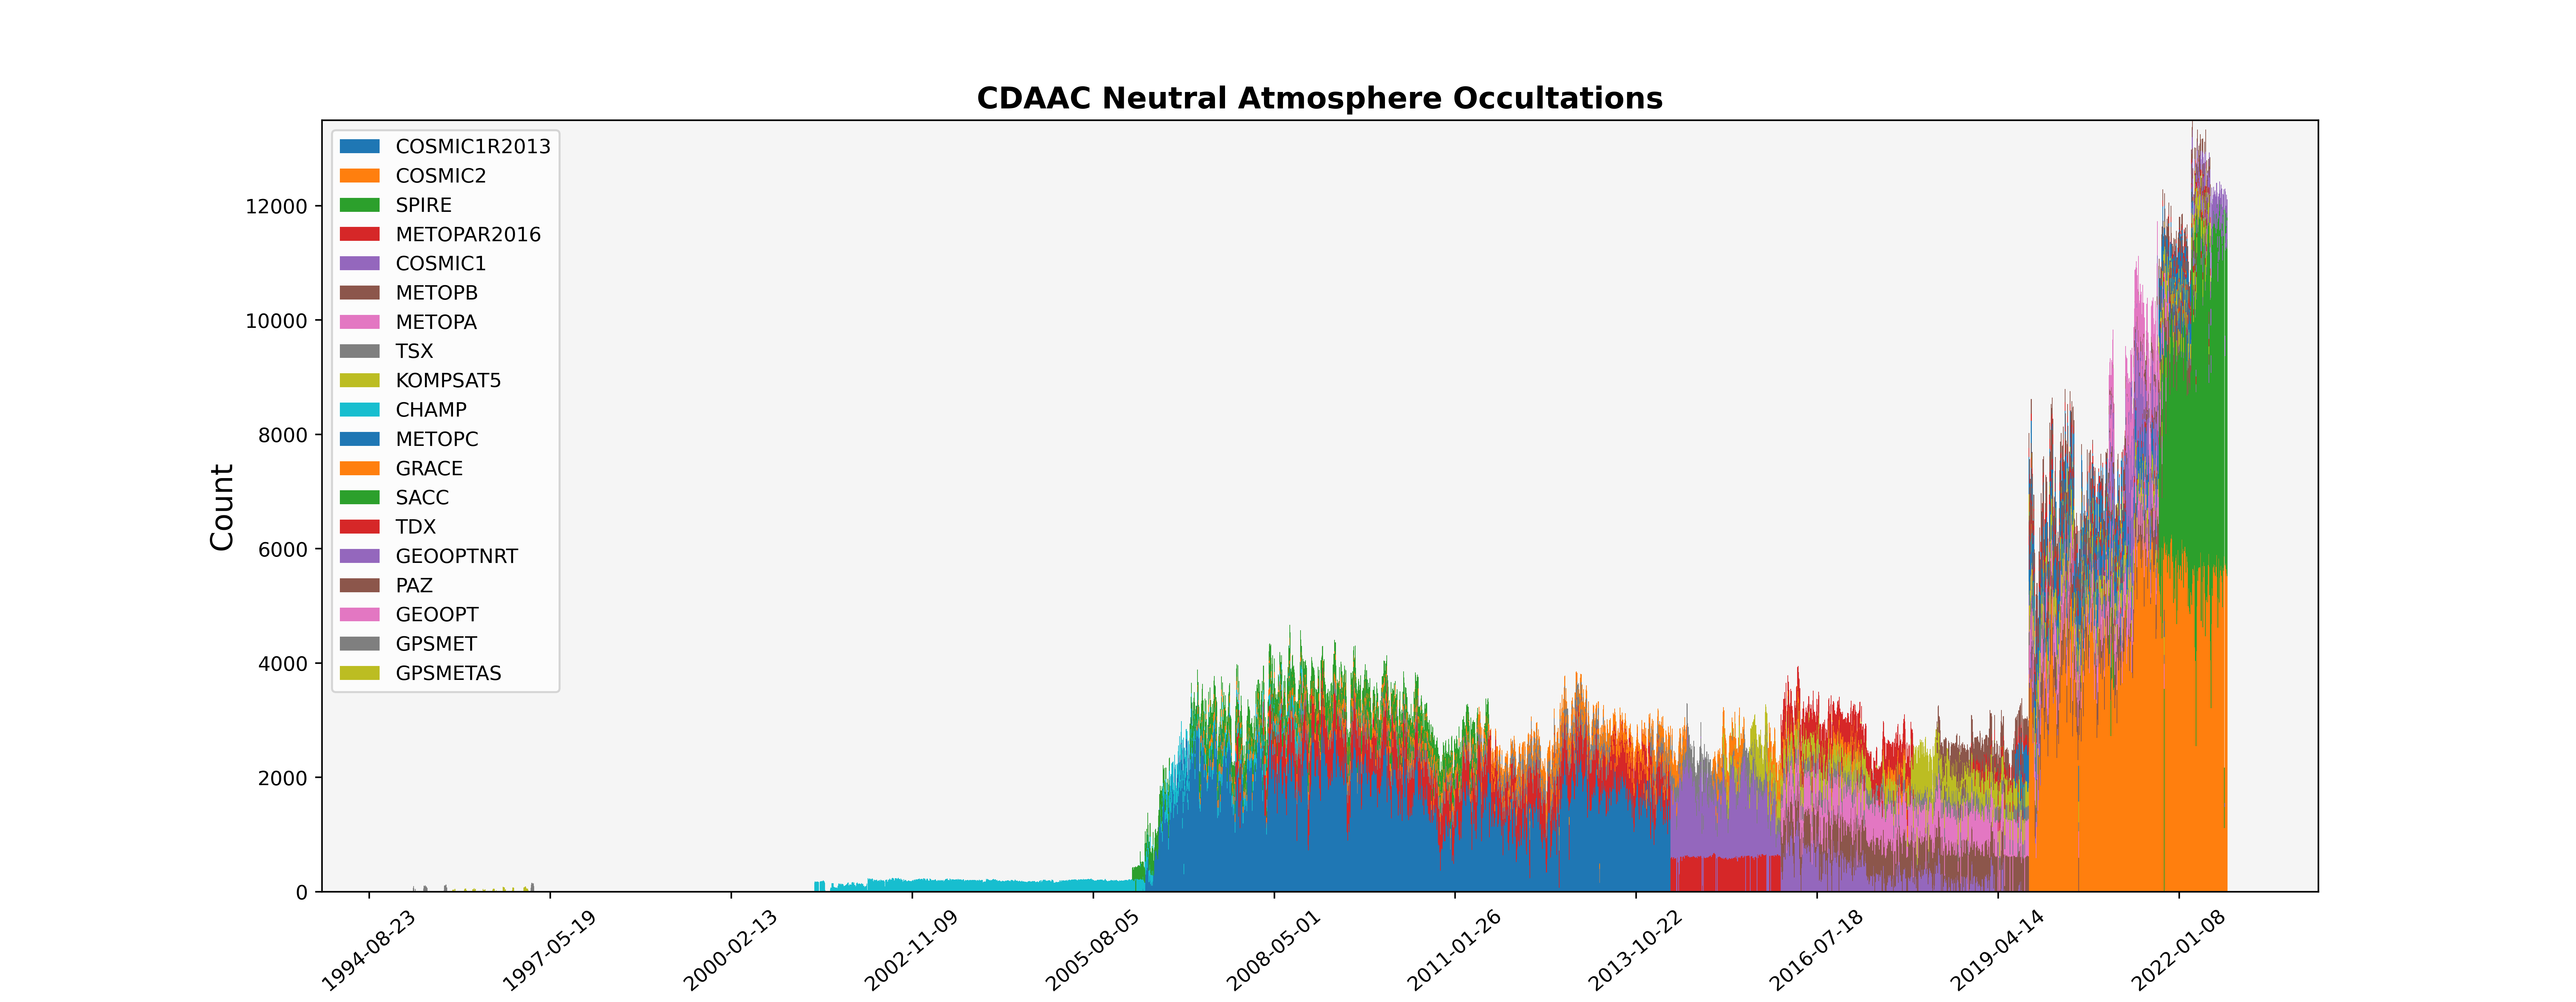 CDAAC Neutral Atmosphere Occultations
COSMIC1R2013
COSMIC2
SPIRE
METOPAR2016
COSMIC1
METOPB
METOPA
TSX
KOMPSAT5
CHAMP
METOPC
GRACE
SACC
TDX
GEOOPTNRT
PAZ
GEOOPT
GPSMET
GPSMETAS
Count
12000
10000
8000
6000
4000
2000
0
1994-08-23
1997-05-19
2000-02-13
2002-11-09
2005-08-05
2008-05-01
2011-01-26
2013-10-22
2016-07-18
2019-04-14
2022-01-08